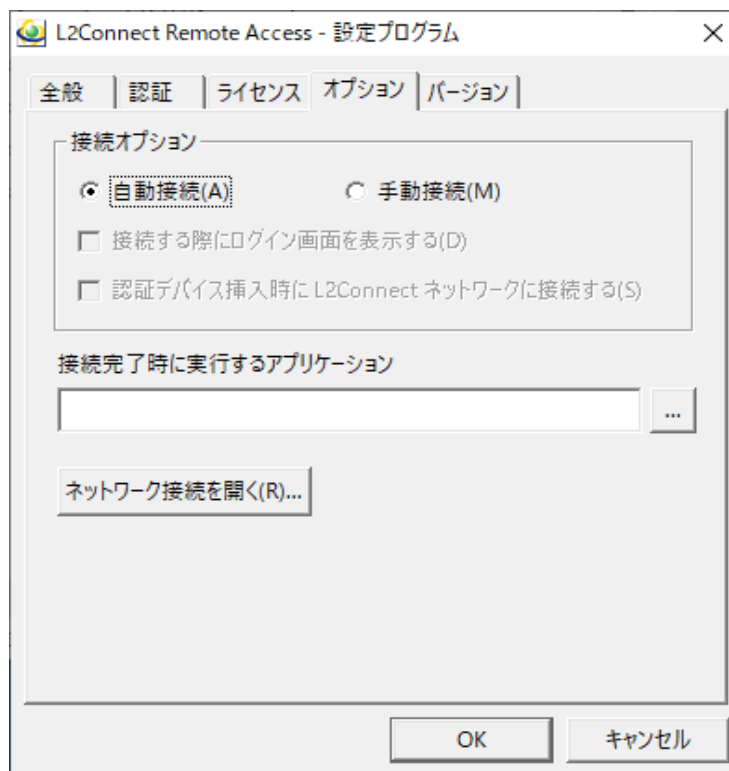 L2Connect Remote Access - 設定プログラム
全般 認証 ライセンス オプション バージョン
接続オプション
自動接続(A) 手動接続(M)
接続する際にログイン画面を表示する(D)
認証デバイス挿入時に L2Connect ネットワークに接続する(S)
接続完了時に実行するアプリケーション
...
ネットワーク接続を開く(R)...
OK キャンセル